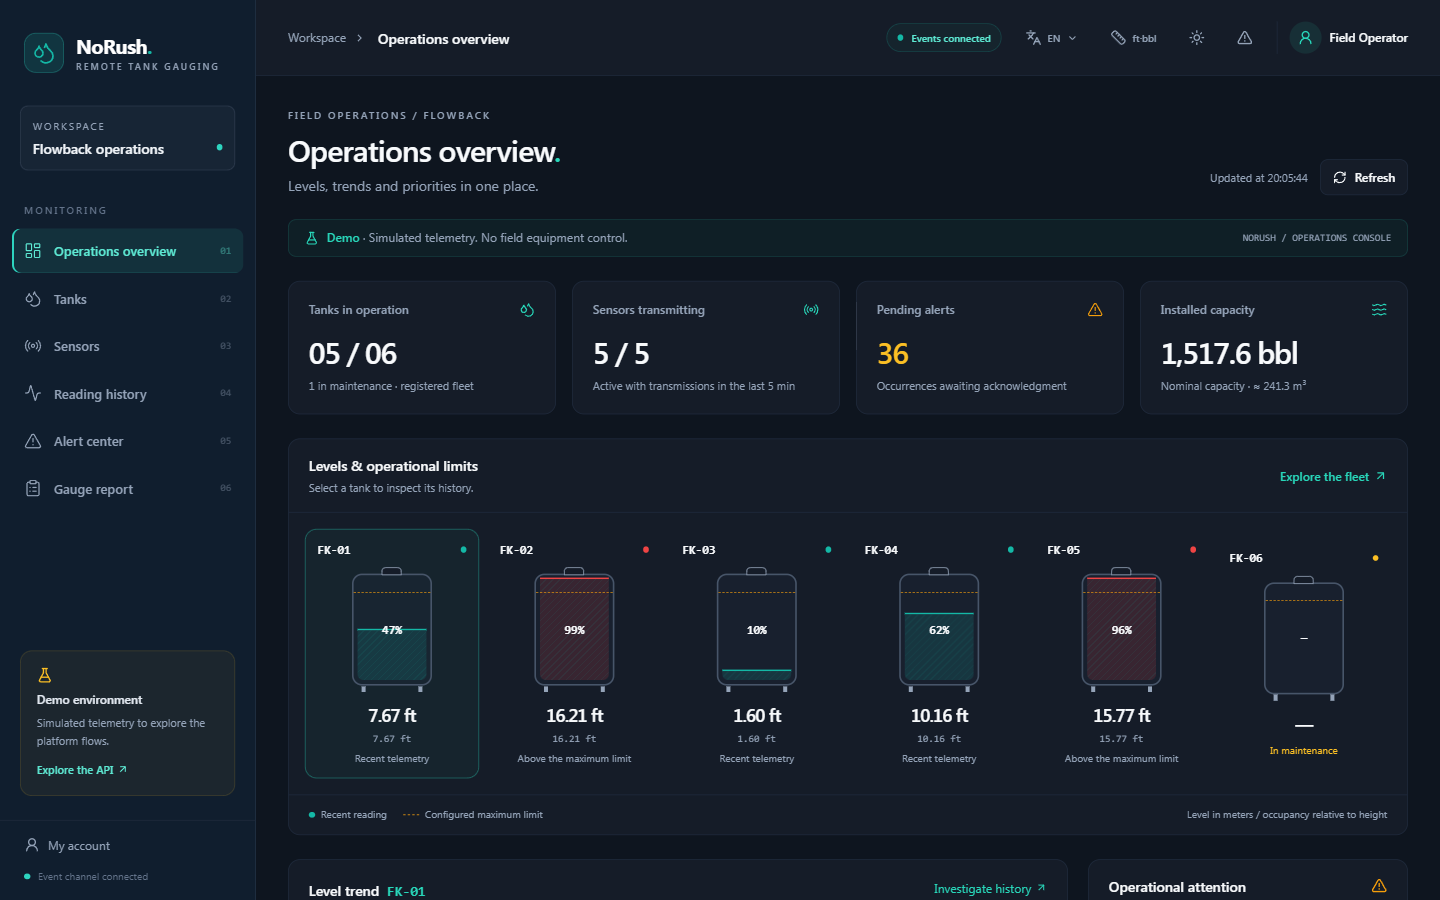 NoRush.
REMOTE TANK GAUGING
WORKSPACE
Flowback operations
MONITORING
Operations overview 01
Tanks 02
Sensors 03
Reading history 04
Alert center 05
Gauge report 06
Demo environment
Simulated telemetry to explore the
platform flows.
Explore the API
My account
Event channel connected
Workspace > Operations overview
Events connected
EN
ft·bbl
Field Operator
FIELD OPERATIONS / FLOWBACK
Operations overview.
Levels, trends and priorities in one place.
Updated at 20:05:44
Refresh
Demo · Simulated telemetry. No field equipment control.
NORUSH / OPERATIONS CONSOLE
Tanks in operation
05 / 06
1 in maintenance · registered fleet
Sensors transmitting
5 / 5
Active with transmissions in the last 5 min
Pending alerts
36
Occurrences awaiting acknowledgment
Installed capacity
1,517.6 bbl
Nominal capacity · ≈ 241.3 m³
Levels & operational limits
Select a tank to inspect its history.
Explore the fleet
FK-01
47%
7.67 ft
7.67 ft
Recent telemetry
FK-02
99%
16.21 ft
16.21 ft
Above the maximum limit
FK-03
10%
1.60 ft
1.60 ft
Recent telemetry
FK-04
62%
10.16 ft
10.16 ft
Recent telemetry
FK-05
96%
15.77 ft
15.77 ft
Above the maximum limit
FK-06
—
—
In maintenance
Recent reading
Configured maximum limit
Level in meters / occupancy relative to height
Level trend FK-01
Investigate history
Operational attention